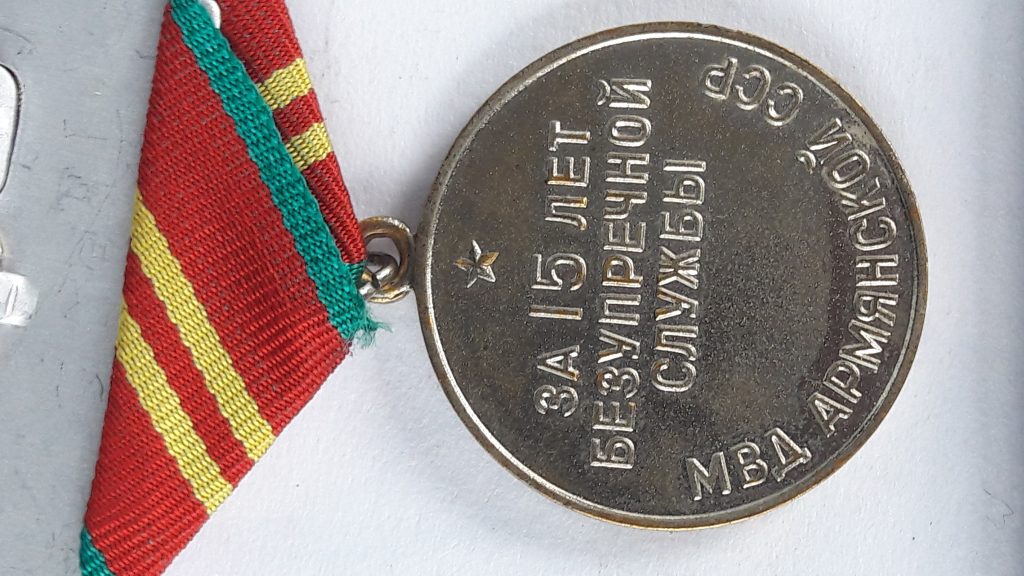 ЗА 15 ЛЕТ
БЕЗУПРЕЧНОЙ
СЛУЖБЫ
МВД АРМЯНСКОЙ ССР